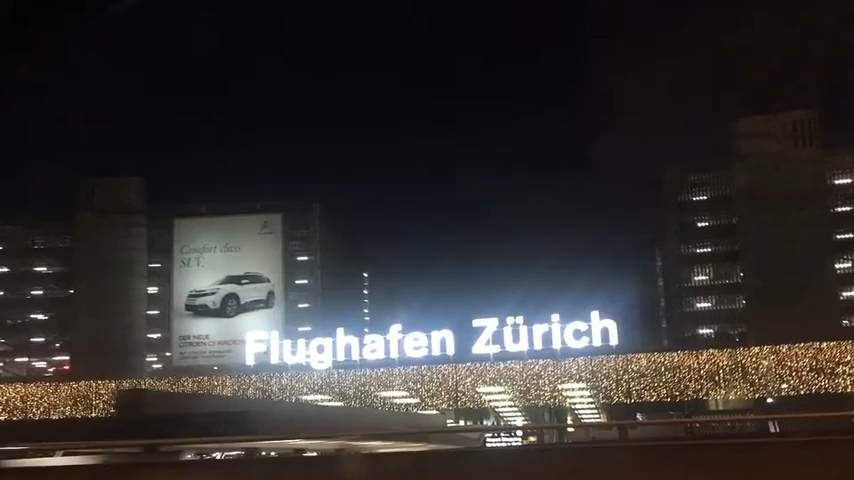 Comfort class
SUV.
DER NEUE
CITROËN C5 AIRCROSS
Flughafen Zürich